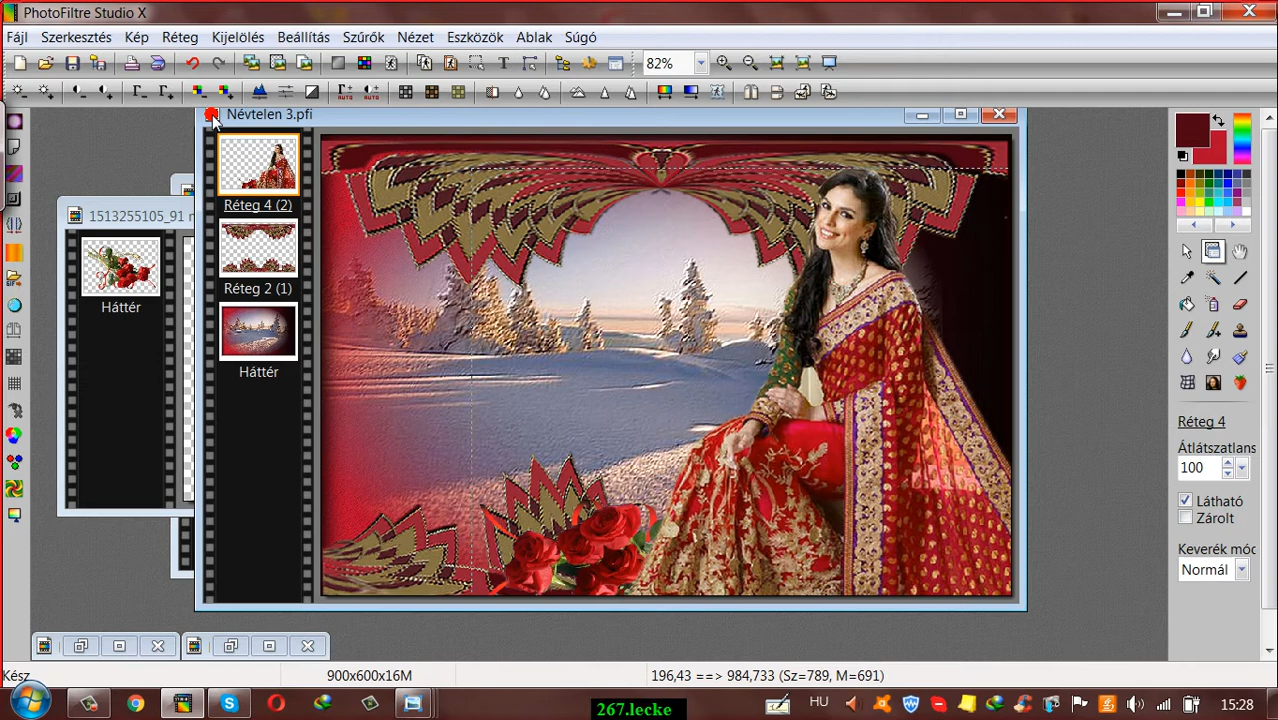 PhotoFiltre Studio X
Fájl Szerkesztés Kép Réteg Kijelölés Beállítás Szűrők Nézet Eszközök Ablak Súgó
82%
Névtelen 3.pfi
1513255105_91
Háttér
Réteg 4 (2)
Réteg 2 (1)
Háttér
Réteg 4
Átlátszatlans
100
Látható
Zárolt
Keverék móc
Normál
Kész
900x600x16M
196,43 ==> 984,733 (Sz=789, M=691)
267.lecke
HU
15:28